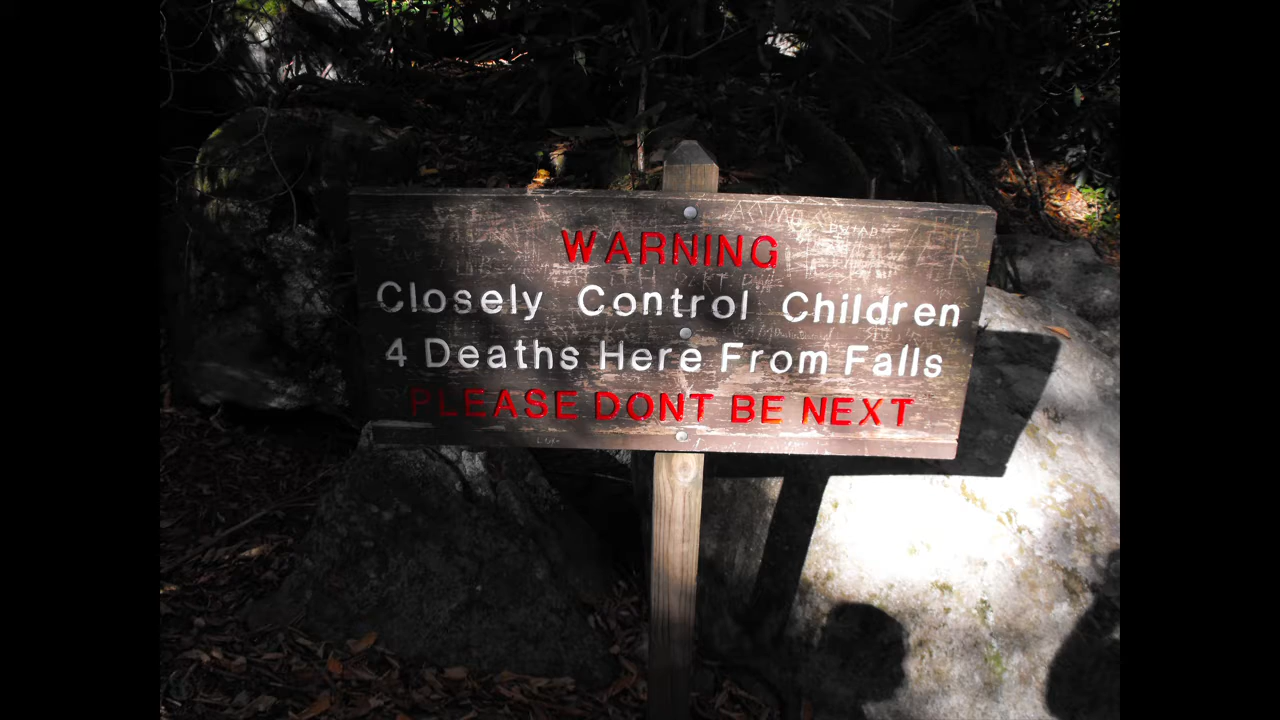 WARNING
Closely Control Children
4 Deaths Here From Falls
PLEASE DONT BE NEXT